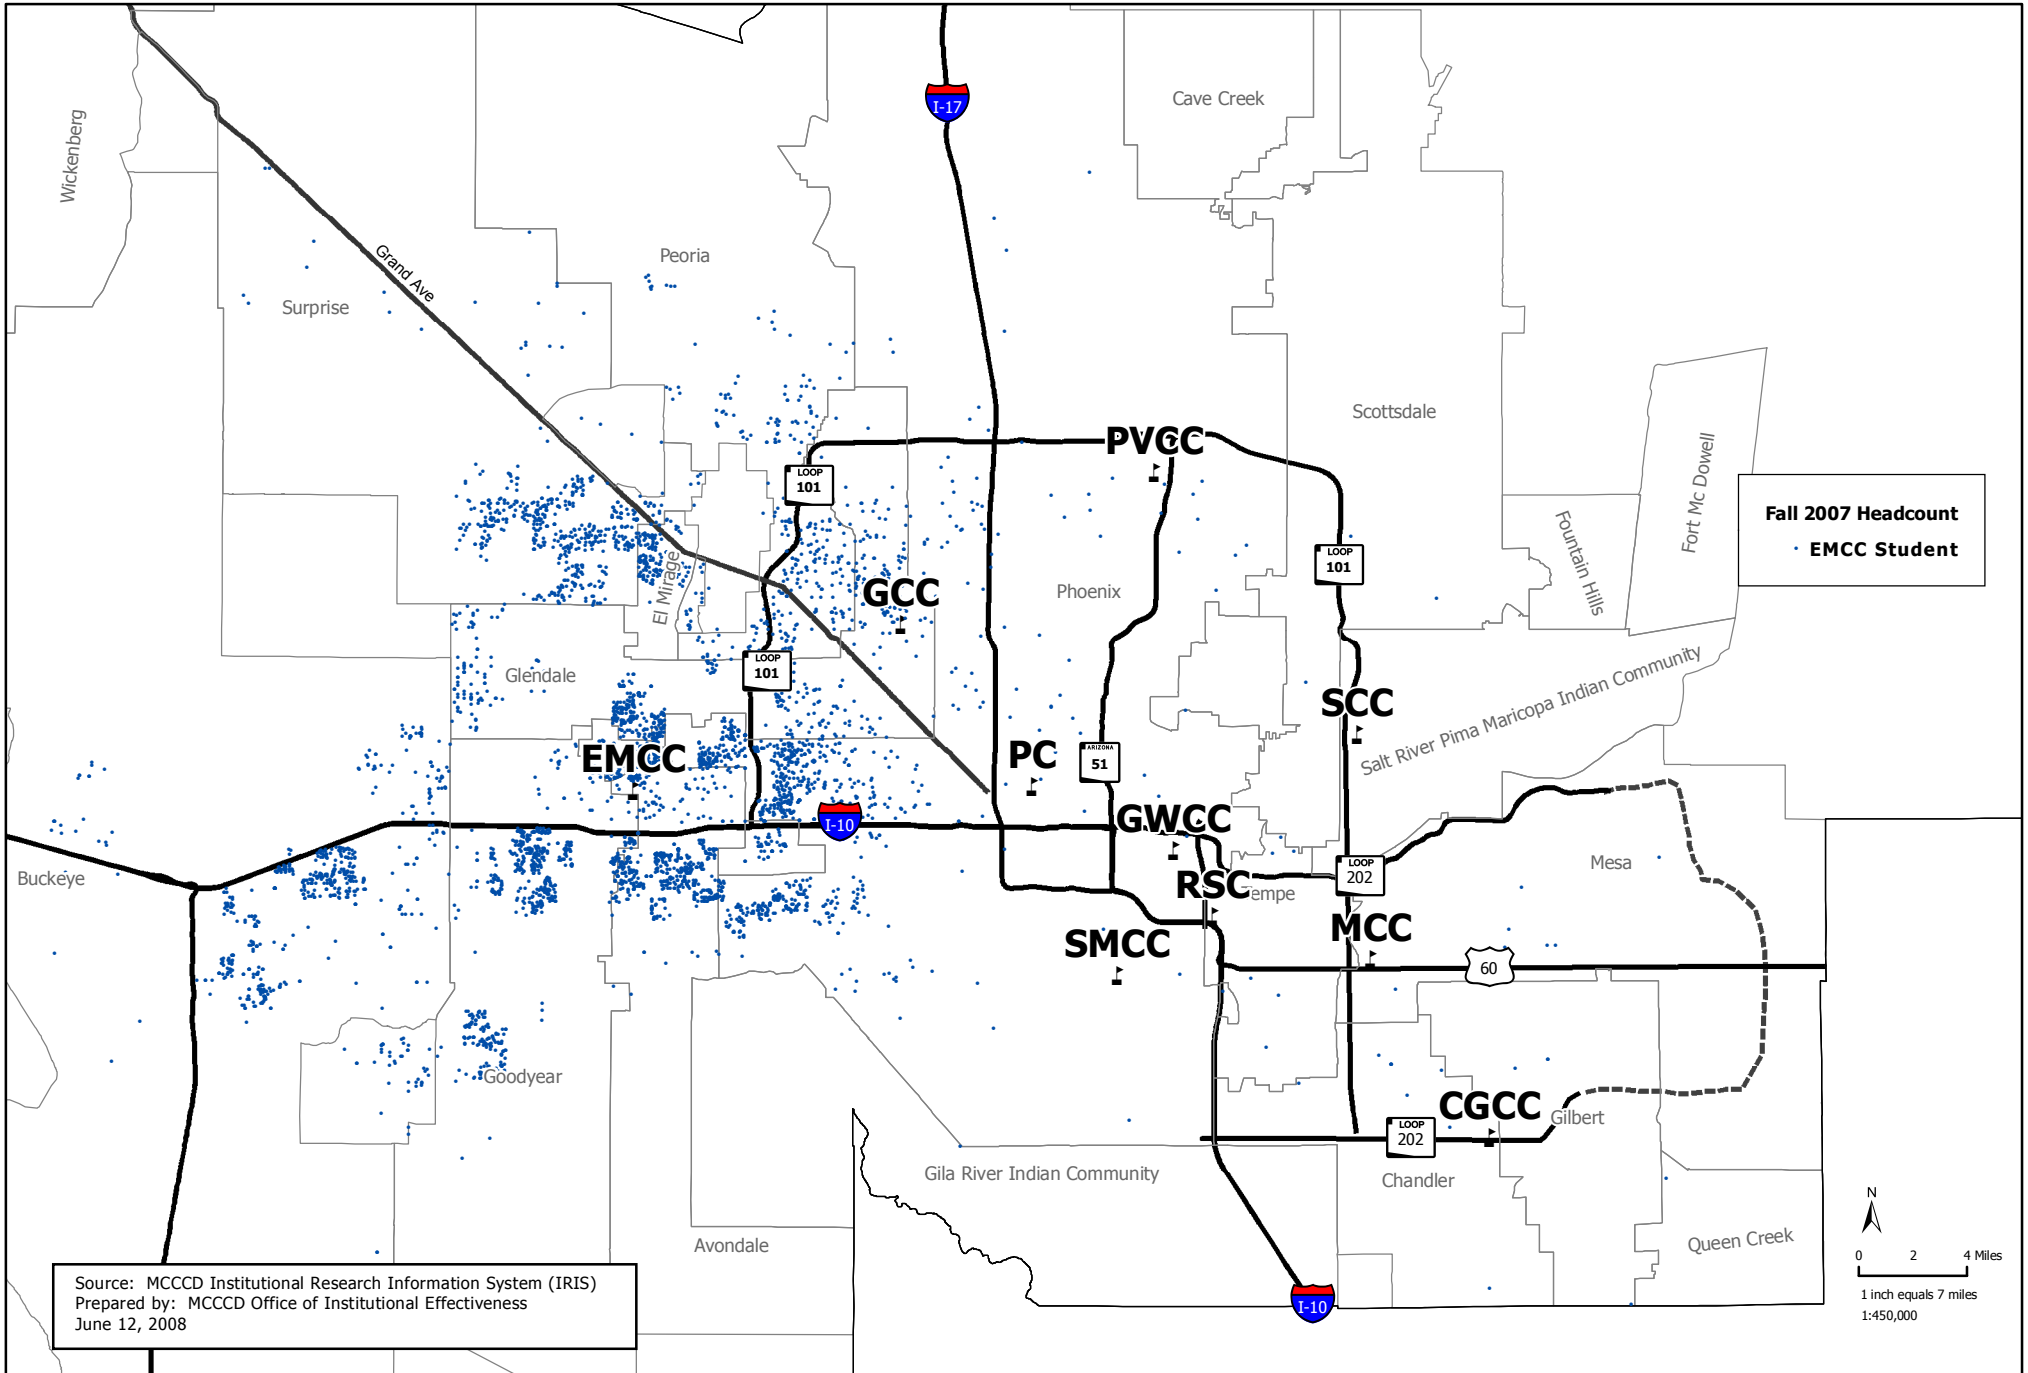 I-17
Cave Creek
Wickenberg
Grand Ave
Peoria
Surprise
Scottsdale
PVCC
LOOP
101
Fort Mc Dowell
Fall 2007 Headcount
EMCC Student
Fountain Hills
LOOP
101
El Mirage
GCC
Phoenix
LOOP
101
Glendale
SCC
Salt River Pima Maricopa Indian Community
EMCC
PC
ARIZONA
51
I-10
GWCC
Buckeye
LOOP
202
Mesa
RSC
empe
SMCC
MCC
60
Goodyear
CGCC
Gilbert
LOOP
202
Gila River Indian Community
Chandler
Avondale
Queen Creek
N
0 2 4 Miles
1 inch equals 7 miles
1:450,000
I-10
Source: MCCCD Institutional Research Information System (IRIS)
Prepared by: MCCCD Office of Institutional Effectiveness
June 12, 2008